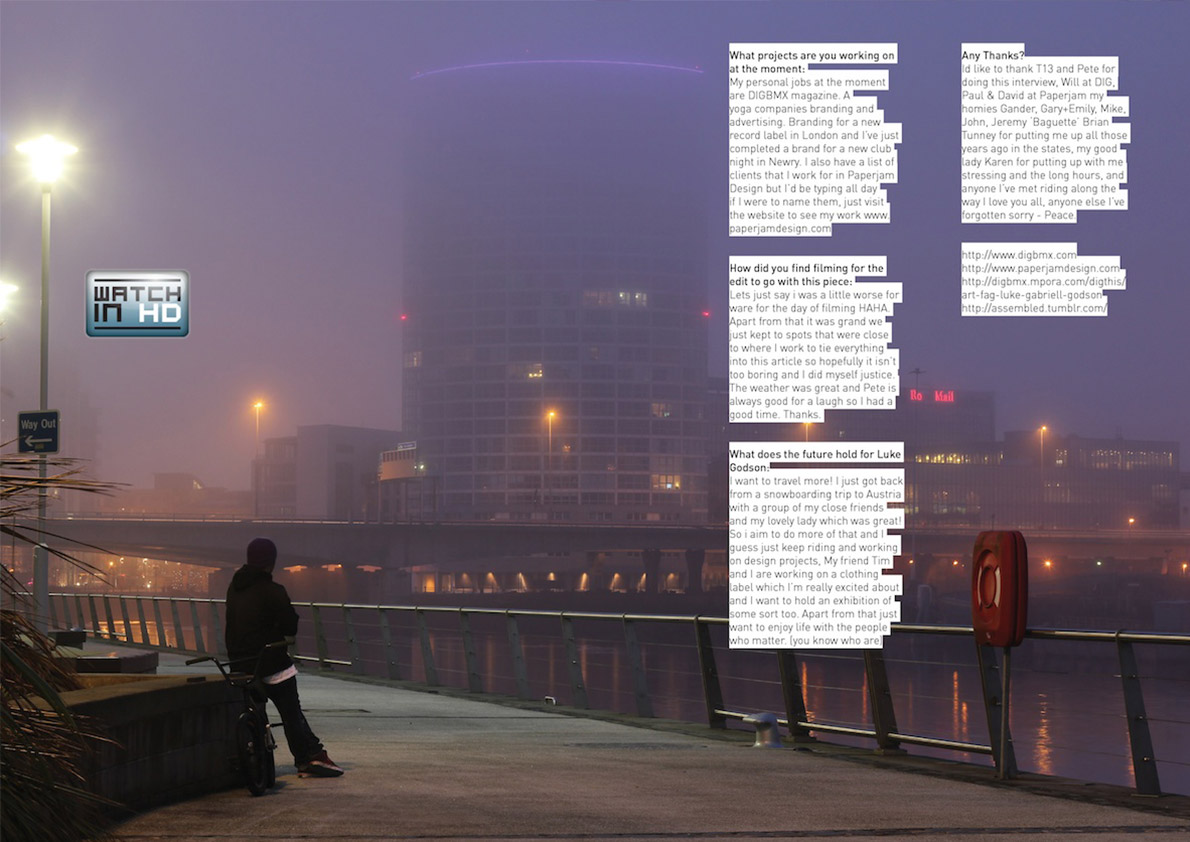 What projects are you working on
at the moment:
My personal jobs at the moment
are DIGBMX magazine. A
yoga companies branding and
advertising. Branding for a new
record label in London and I've just
completed a brand for a new club
night in Newry. I also have a list of
clients that I work for in Paperjam
Design but I'd be typing all day
if I were to name them, just visit
the website to see my work www.
paperjamdesign.com
How did you find filming for the
edit to go with this piece:
Lets just say i was a little worse for
ware for the day of filming HAHA.
Apart from that it was grand we
just kept to spots that were close
to where I work to tie everything
into this article so hopefully it isn't
too boring and I did myself justice.
The weather was great and Pete is
always good for a laugh so I had a
good time. Thanks.
What does the future hold for Luke
Godson:
I want to travel more! I just got back
from a snowboarding trip to Austria
with a group of my close friends
and my lovely lady which was great!
So i aim to do more of that and I
guess just keep riding and working
on design projects, My friend Tim
and I are working on a clothing
label which I'm really excited about
and I want to hold an exhibition of
some sort too. Apart from that just
want to enjoy life with the people
who matter. (you know who are)
Any Thanks?
Id like to thank T13 and Pete for
doing this interview, Will at DIG,
Paul & David at Paperjam my
homies Gander, Gary+Emily, Mike,
John, Jeremy 'Baguette' Brian
Tunney for putting me up all those
years ago in the states, my good
lady Karen for putting up with me
stressing and the long hours, and
anyone I've met riding along the
way I love you all, anyone else I've
forgotten sorry - Peace.
http://www.digbmx.com
http://www.paperjamdesign.com
http://digbmx.mpora.com/digthis/
art-fag-luke-gabriell-godson
http://assembled.tumblr.com/
WATCH
IN HD
Way Out
Ro Mail